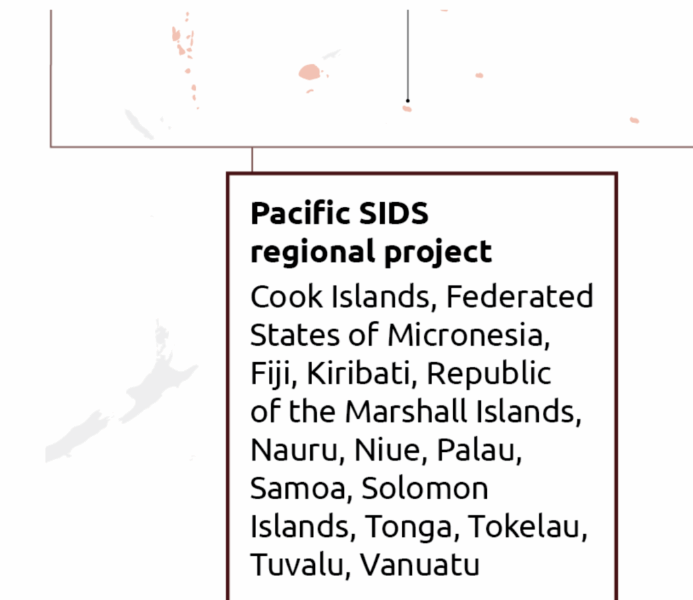 Pacific SIDS
regional project
Cook Islands, Federated
States of Micronesia,
Fiji, Kiribati, Republic
of the Marshall Islands,
Nauru, Niue, Palau,
Samoa, Solomon
Islands, Tonga, Tokelau,
Tuvalu, Vanuatu